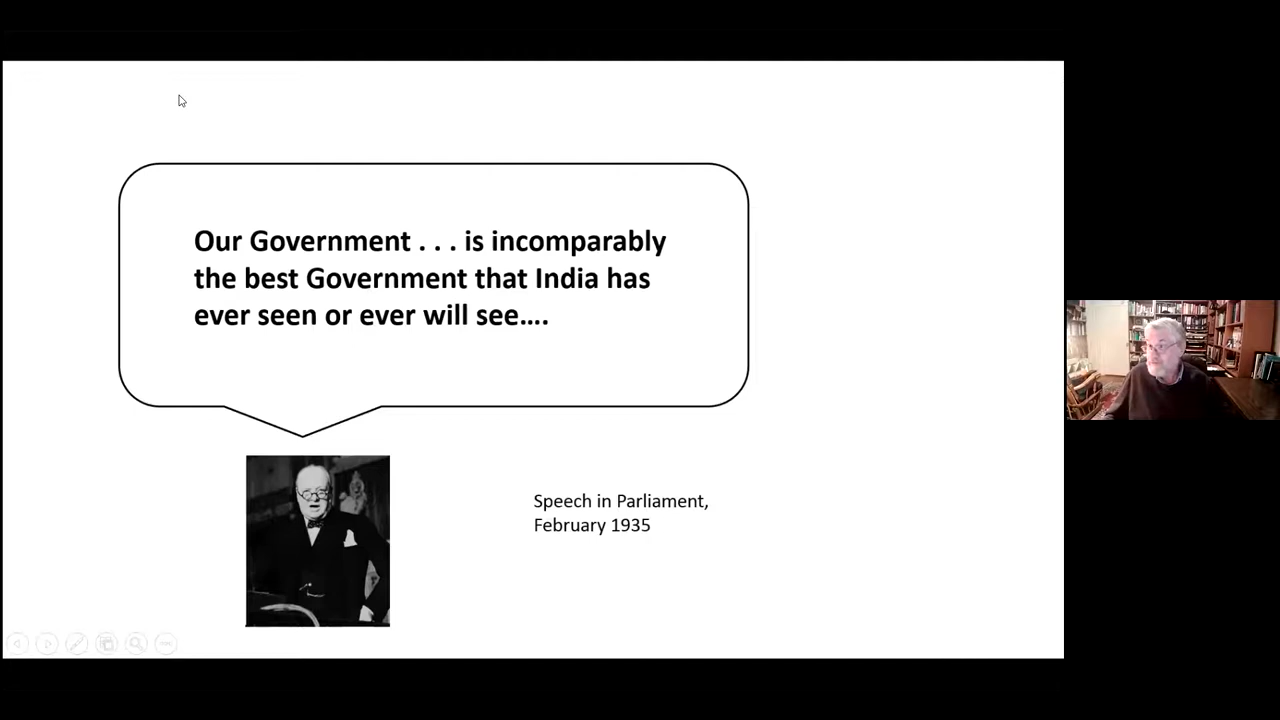 Our Government . . . is incomparably
the best Government that India has
ever seen or ever will see….
Speech in Parliament,
February 1935